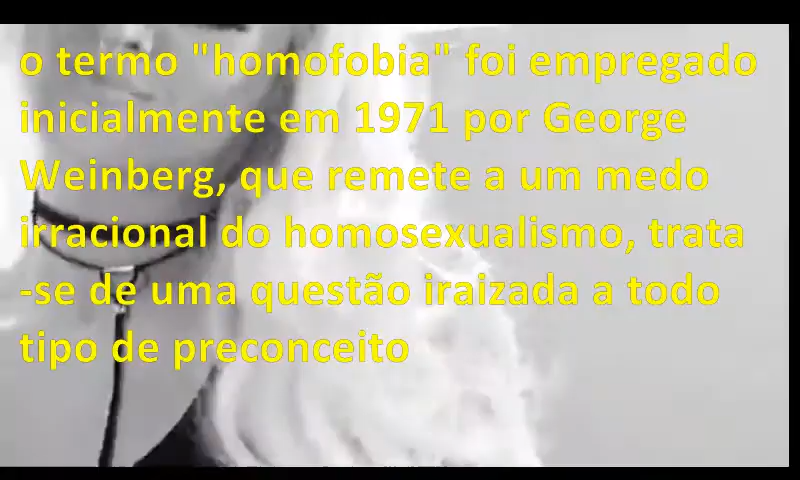 o termo "homofobia" foi empregado
inicialmente em 1971 por George
Weinberg, que remete a um medo
irracional do homosexualismo, trata
-se de uma questão iraizada a todo
tipo de preconceito